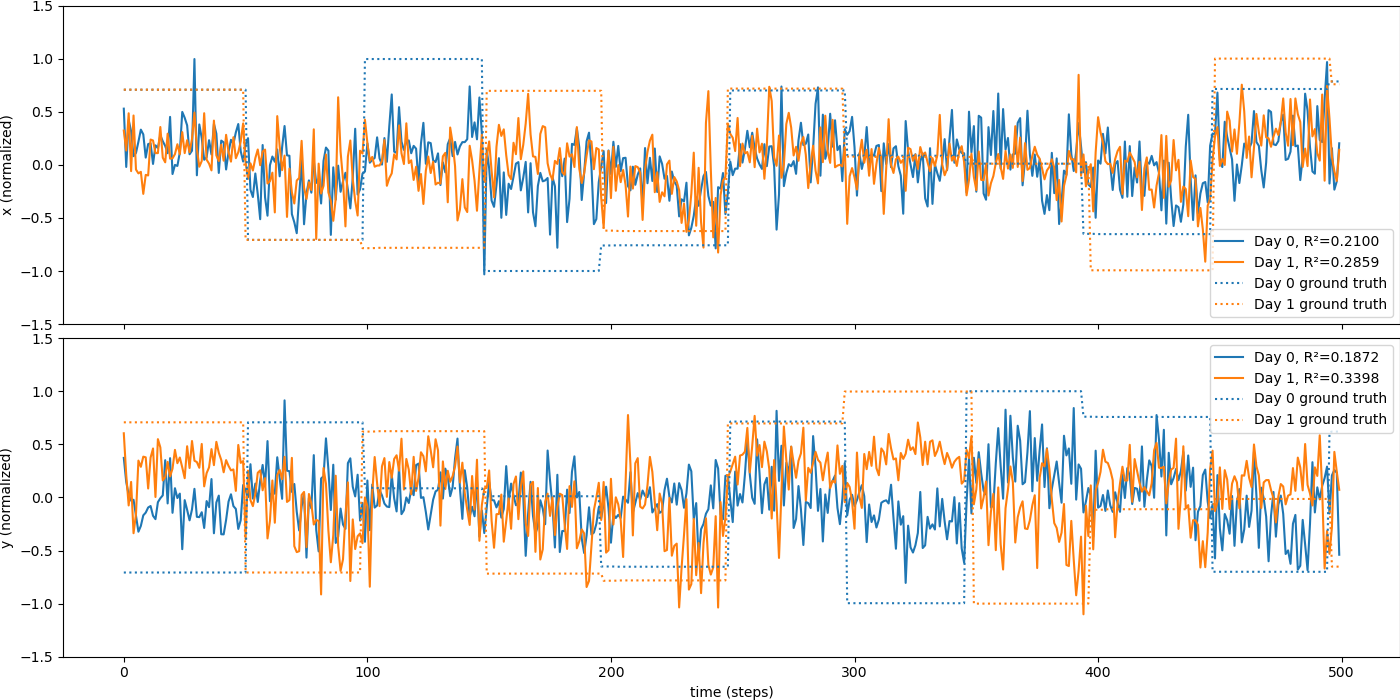 1.5
1.0
0.5
0.0
−0.5
−1.0
−1.5
x (normalized)
Day 0, R²=0.2100
Day 1, R²=0.2859
Day 0 ground truth
Day 1 ground truth
1.5
1.0
0.5
0.0
−0.5
−1.0
−1.5
y (normalized)
Day 0, R²=0.1872
Day 1, R²=0.3398
Day 0 ground truth
Day 1 ground truth
0 100 200 300 400 500
time (steps)